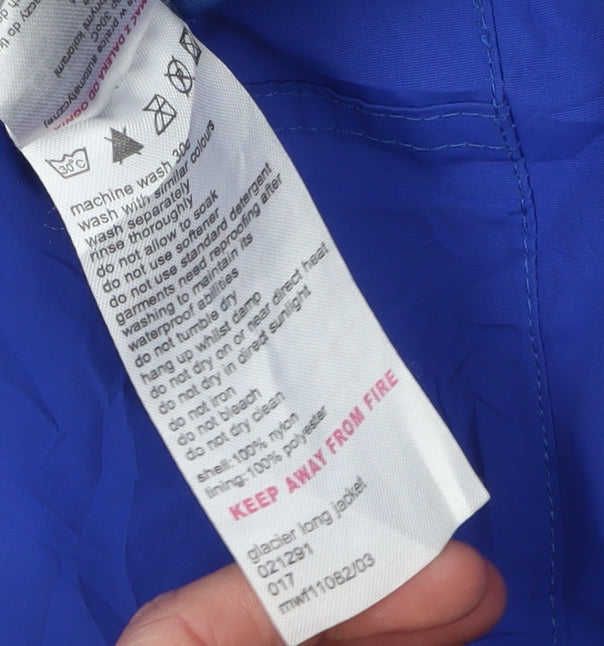 MAC Z DALEKA OD OGNIA
30°C
machine wash 30c
wash with similar colours
wash separately
rinse thoroughly
do not allow to soak
do not use softener
do not use standard detergent
garments need reproofing after
washing to maintain its
waterproof abilities
do not tumble dry
hang up whilst damp
do not dry on or near direct heat
do not dry in direct sunlight
do not iron
do not bleach
do not dry clean
shell:100% nylon
lining:100% polyester
KEEP AWAY FROM FIRE
glacier long jacket
021291
017
mwf11082/03